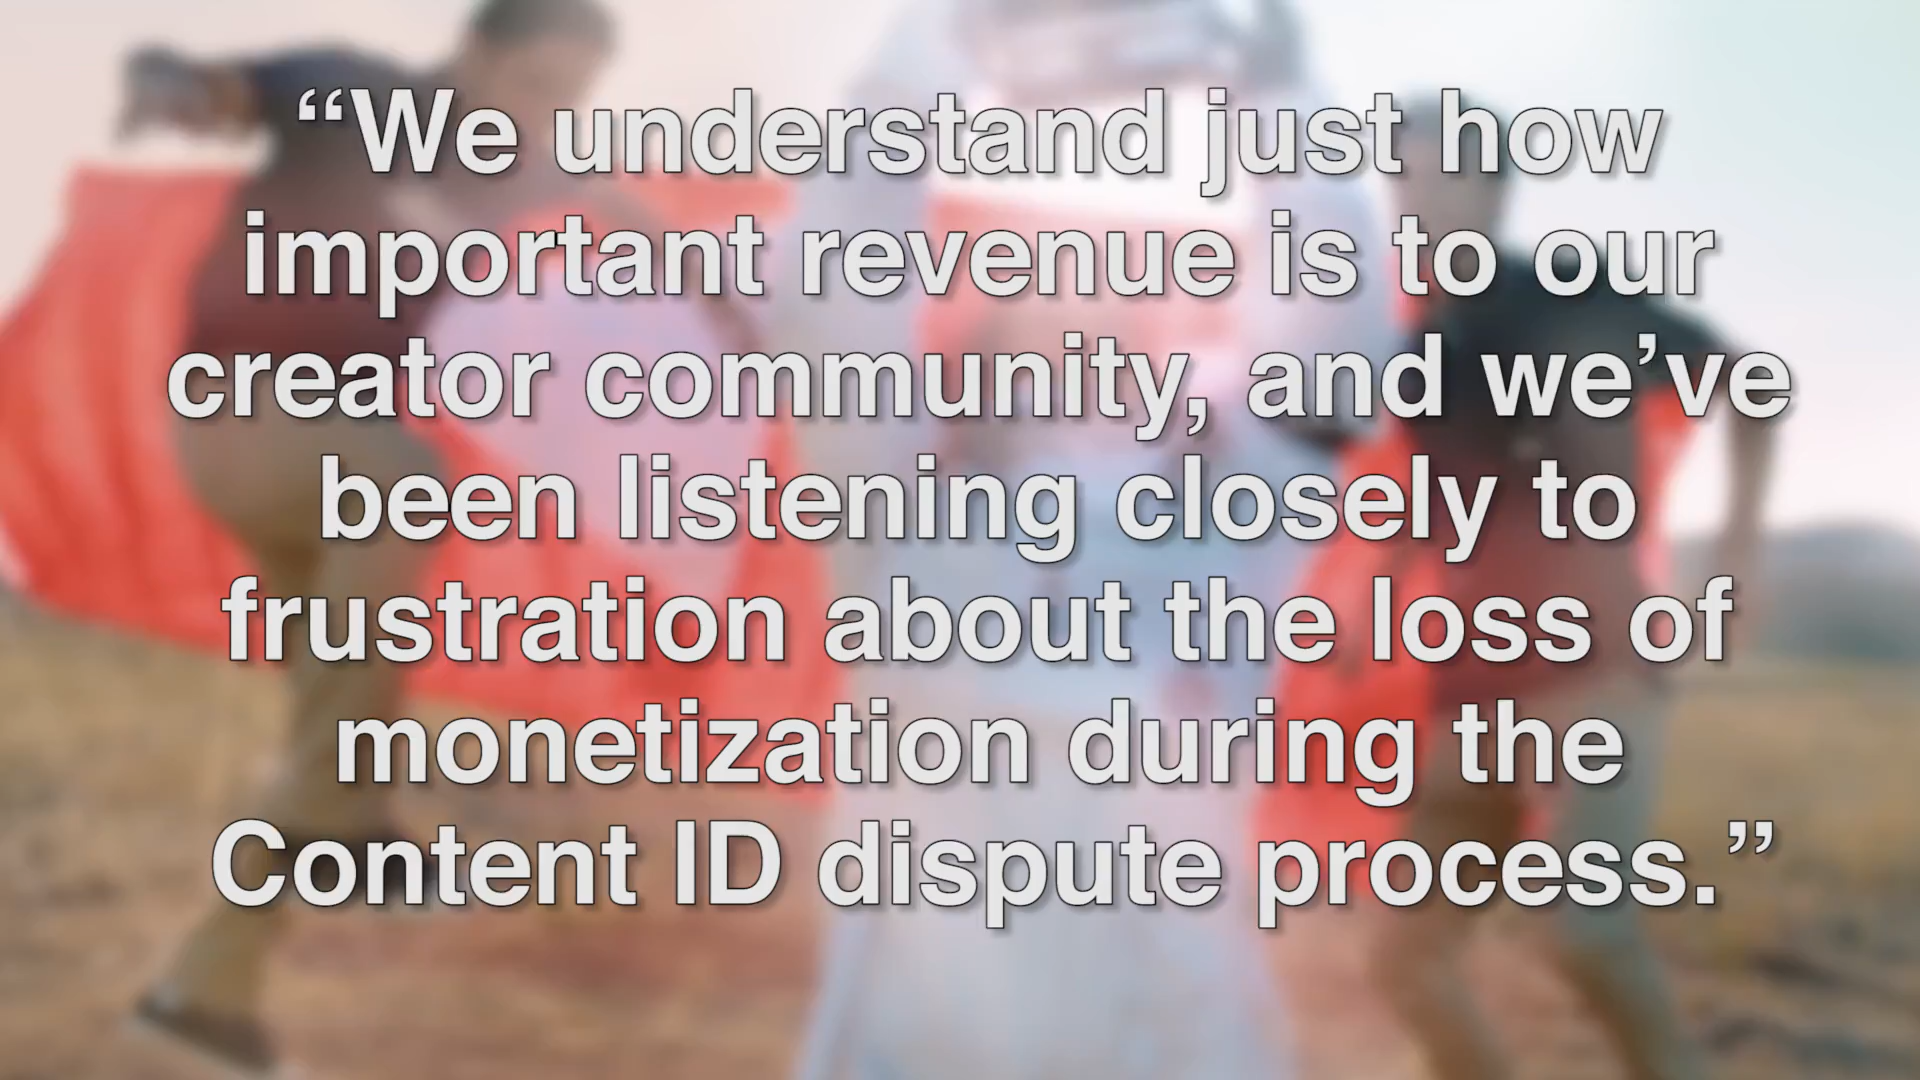 “We understand just how
important revenue is to our
creator community, and we’ve
been listening closely to
frustration about the loss of
monetization during the
Content ID dispute process.”